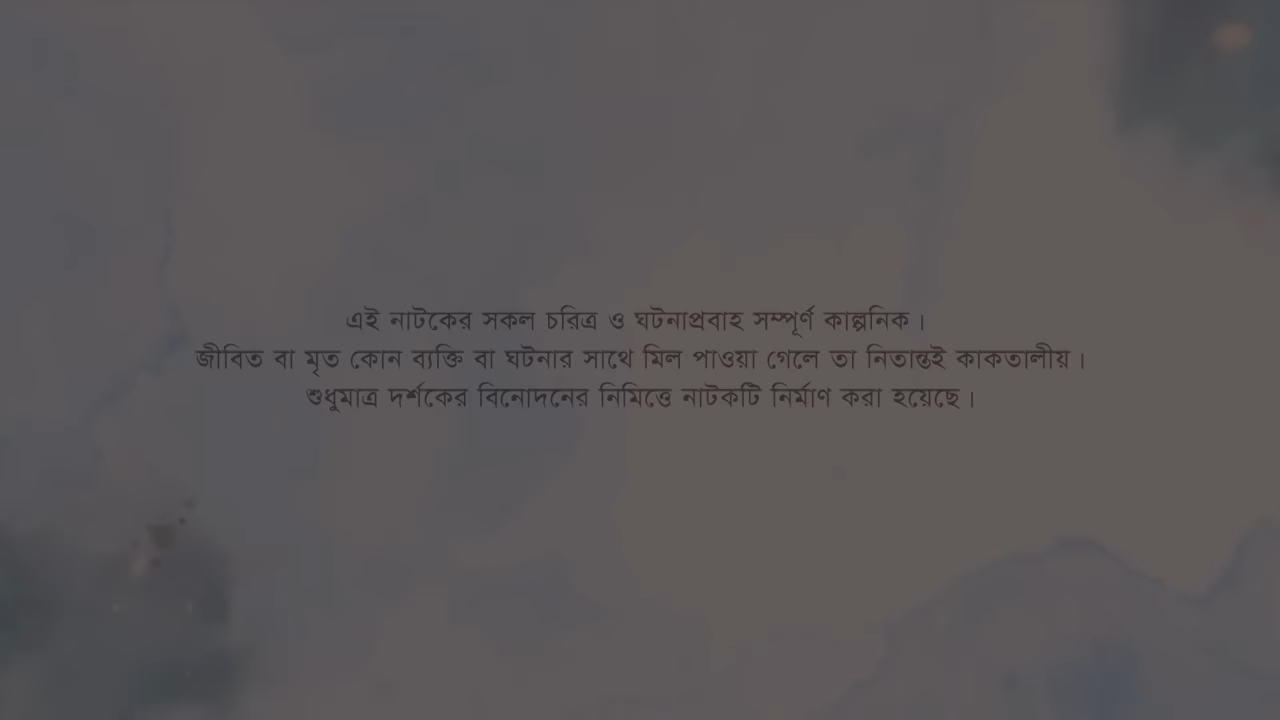 এই নাটকের সকল চরিত্র ও ঘটনাপ্রবাহ সম্পূর্ণ কাল্পনিক।
জীবিত বা মৃত কোন ব্যক্তি বা ঘটনার সাথে মিল পাওয়া গেলে তা নিতান্তই কাকতালীয়।
শুধুমাত্র দর্শকের বিনোদনের নিমিত্তে নাটকটি নির্মাণ করা হয়েছে।